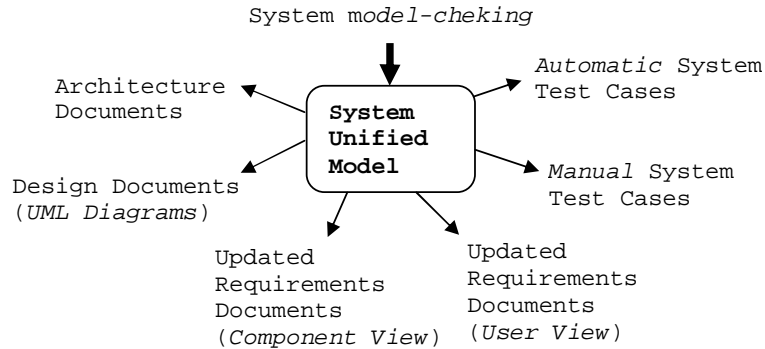 System model-cheking
Architecture
Documents
System
Unified
Model
Automatic System
Test Cases
Design Documents
(UML Diagrams)
Manual System
Test Cases
Updated
Requirements
Documents
(Component View)
Updated
Requirements
Documents
(User View)